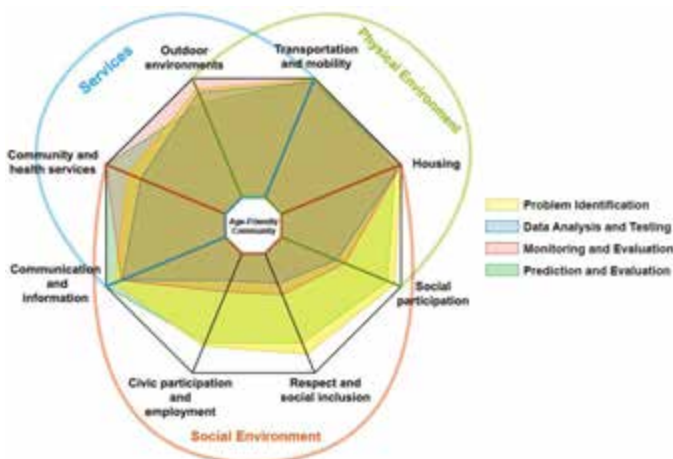 Services
Physical Environment
Outdoor
environments
Transportation
and mobility
Community and
health services
Housing
Age-Friendly
Community
Problem Identification
Data Analysis and Testing
Monitoring and Evaluation
Prediction and Evaluation
Communication
and
information
Social
participation
Civic participation
and
employment
Respect and
social inclusion
Social Environment